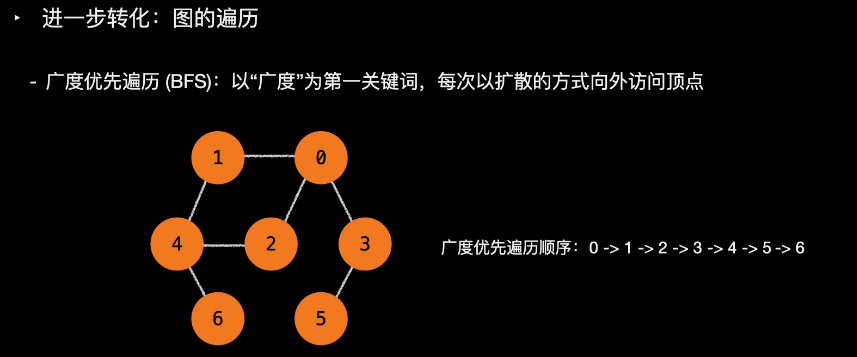 ‣ 进一步转化：图的遍历
- 广度优先遍历 (BFS)：以“广度”为第一关键词，每次以扩散的方式向外访问顶点
1 0
4 2 3
广度优先遍历顺序：0 -> 1 -> 2 -> 3 -> 4 -> 5 -> 6
6 5